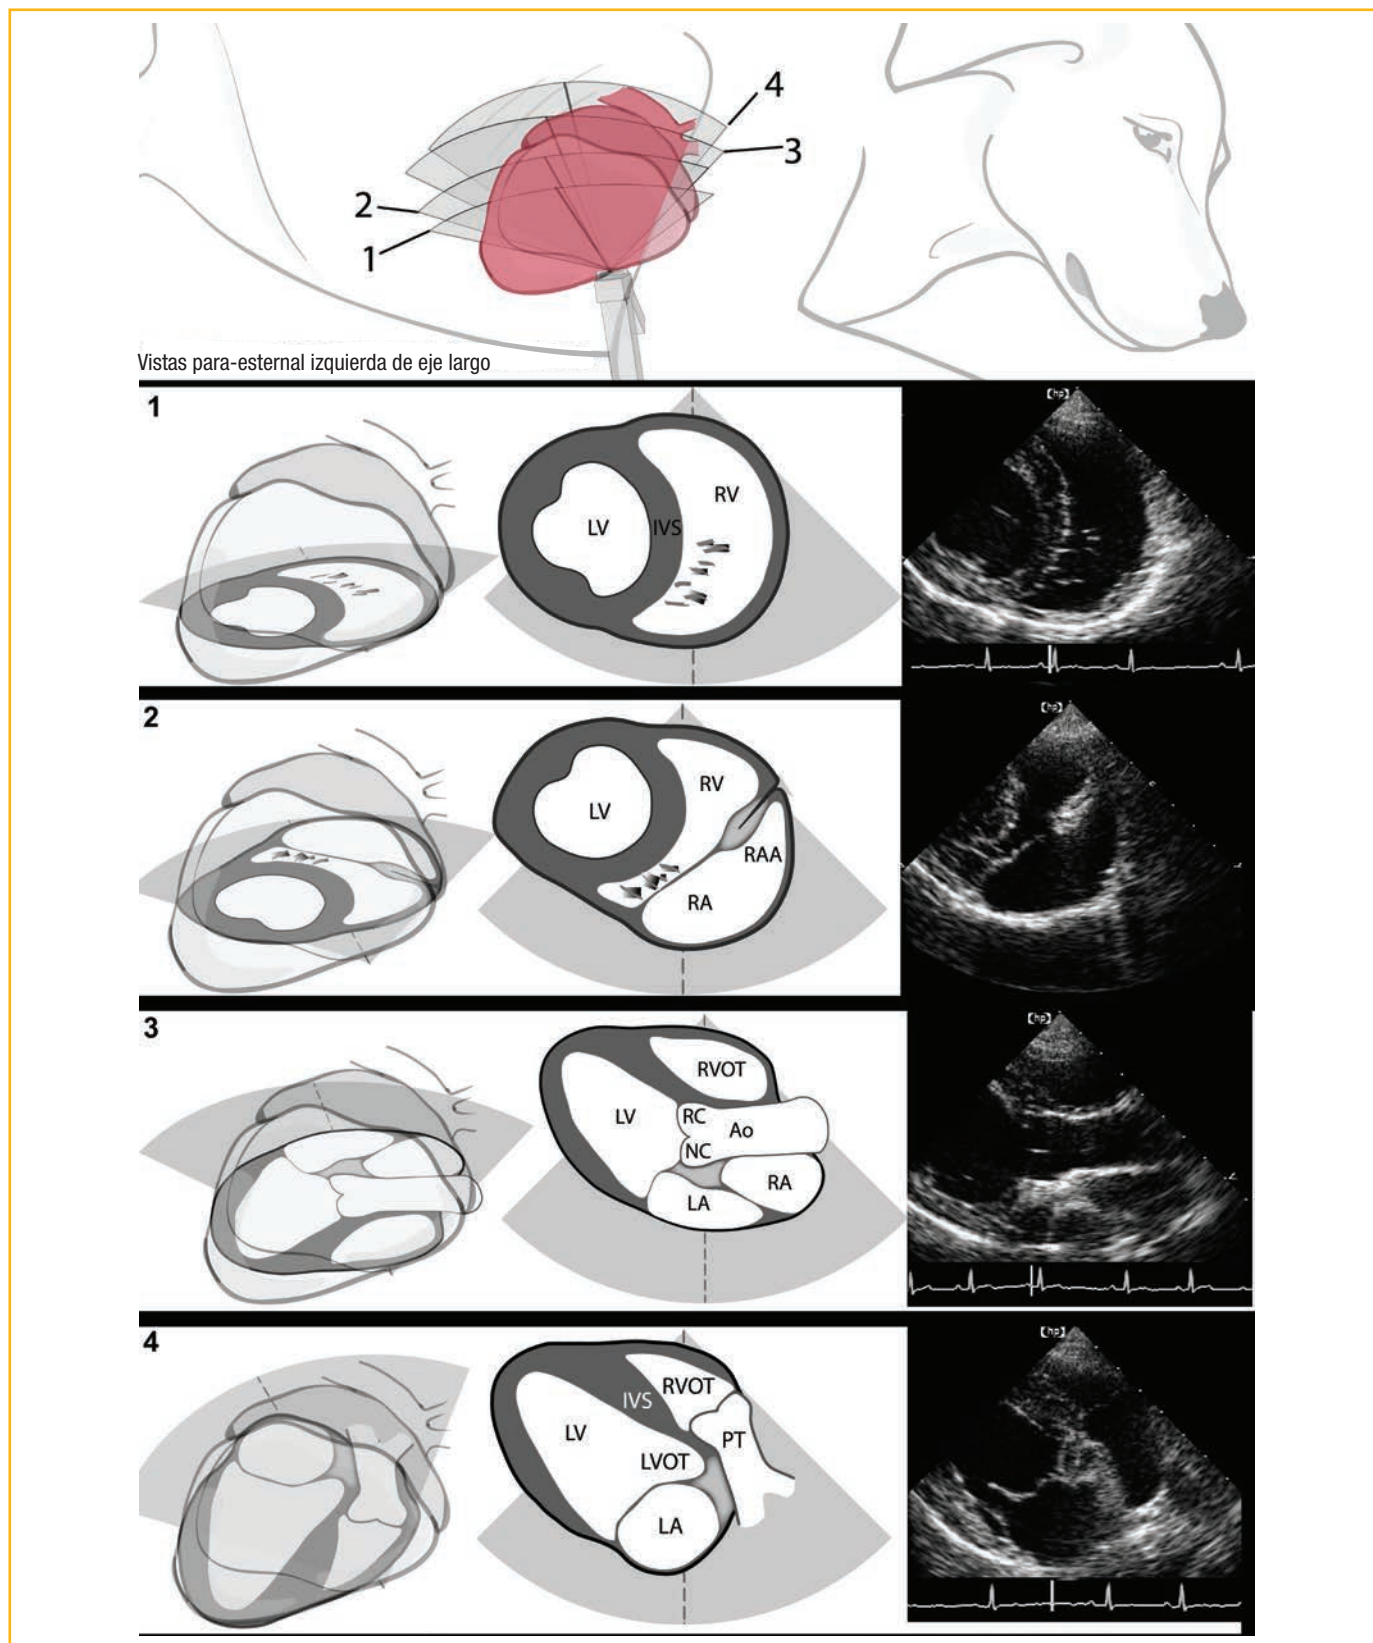 4
3
2
1
Vistas para-esternal izquierda de eje largo
1
[hp]
RV
LV
IVS
2
[hp]
RV
LV
RAA
RA
3
[hp]
RVOT
LV
RC
Ao
NC
RA
LA
4
[hp]
RVOT
IVS
LV
PT
LVOT
LA